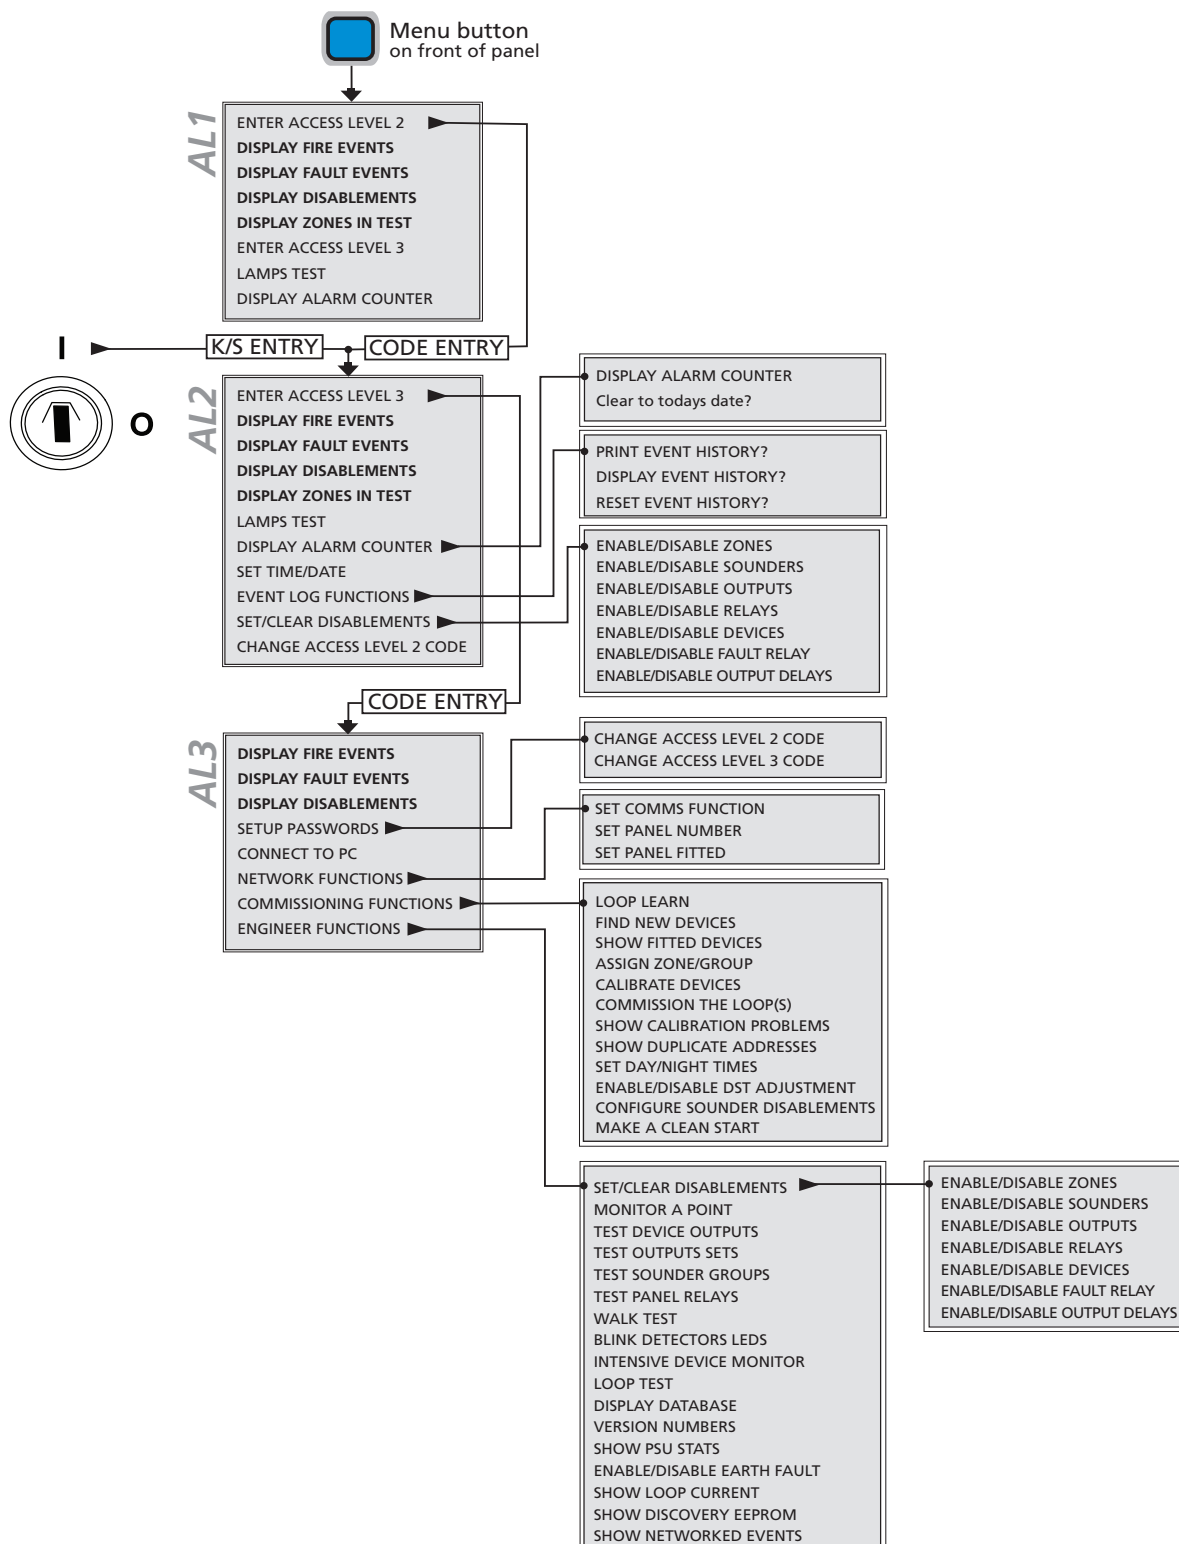 Menu button
on front of panel
AL1
ENTER ACCESS LEVEL 2
DISPLAY FIRE EVENTS
DISPLAY FAULT EVENTS
DISPLAY DISABLEMENTS
DISPLAY ZONES IN TEST
ENTER ACCESS LEVEL 3
LAMPS TEST
DISPLAY ALARM COUNTER
I
K/S ENTRY
CODE ENTRY
O
AL2
ENTER ACCESS LEVEL 3
DISPLAY FIRE EVENTS
DISPLAY FAULT EVENTS
DISPLAY DISABLEMENTS
DISPLAY ZONES IN TEST
LAMPS TEST
DISPLAY ALARM COUNTER
SET TIME/DATE
EVENT LOG FUNCTIONS
SET/CLEAR DISABLEMENTS
CHANGE ACCESS LEVEL 2 CODE
DISPLAY ALARM COUNTER
Clear to todays date?
PRINT EVENT HISTORY?
DISPLAY EVENT HISTORY?
RESET EVENT HISTORY?
ENABLE/DISABLE ZONES
ENABLE/DISABLE SOUNDERS
ENABLE/DISABLE OUTPUTS
ENABLE/DISABLE RELAYS
ENABLE/DISABLE DEVICES
ENABLE/DISABLE FAULT RELAY
ENABLE/DISABLE OUTPUT DELAYS
CODE ENTRY
AL3
DISPLAY FIRE EVENTS
DISPLAY FAULT EVENTS
DISPLAY DISABLEMENTS
SETUP PASSWORDS
CONNECT TO PC
NETWORK FUNCTIONS
COMMISSIONING FUNCTIONS
ENGINEER FUNCTIONS
CHANGE ACCESS LEVEL 2 CODE
CHANGE ACCESS LEVEL 3 CODE
SET COMMS FUNCTION
SET PANEL NUMBER
SET PANEL FITTED
LOOP LEARN
FIND NEW DEVICES
SHOW FITTED DEVICES
ASSIGN ZONE/GROUP
CALIBRATE DEVICES
COMMISSION THE LOOP(S)
SHOW CALIBRATION PROBLEMS
SHOW DUPLICATE ADDRESSES
SET DAY/NIGHT TIMES
ENABLE/DISABLE DST ADJUSTMENT
CONFIGURE SOUNDER DISABLEMENTS
MAKE A CLEAN START
SET/CLEAR DISABLEMENTS
MONITOR A POINT
TEST DEVICE OUTPUTS
TEST OUTPUTS SETS
TEST SOUNDER GROUPS
TEST PANEL RELAYS
WALK TEST
BLINK DETECTORS LEDS
INTENSIVE DEVICE MONITOR
LOOP TEST
DISPLAY DATABASE
VERSION NUMBERS
SHOW PSU STATS
ENABLE/DISABLE EARTH FAULT
SHOW LOOP CURRENT
SHOW DISCOVERY EEPROM
SHOW NETWORKED EVENTS
ENABLE/DISABLE ZONES
ENABLE/DISABLE SOUNDERS
ENABLE/DISABLE OUTPUTS
ENABLE/DISABLE RELAYS
ENABLE/DISABLE DEVICES
ENABLE/DISABLE FAULT RELAY
ENABLE/DISABLE OUTPUT DELAYS